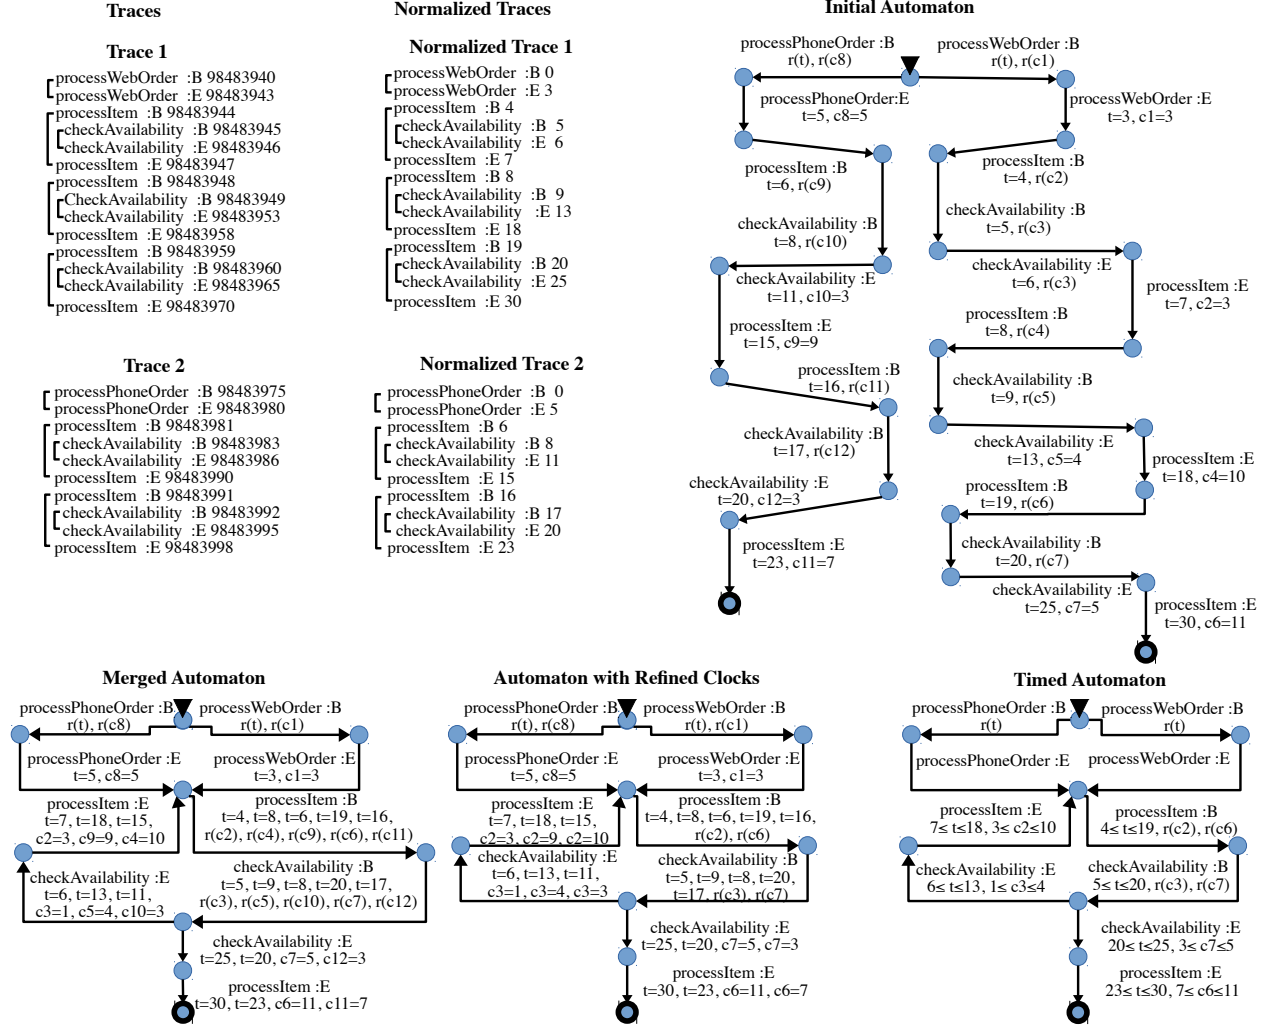 Traces
Trace 1
processWebOrder :B 98483940
processWebOrder :E 98483943
processItem :B 98483944
checkAvailability :B 98483945
checkAvailability :E 98483946
processItem :E 98483947
processItem :B 98483948
CheckAvailability :B 98483949
checkAvailability :E 98483953
processItem :E 98483958
processItem :B 98483959
checkAvailability :B 98483960
checkAvailability :E 98483965
processItem :E 98483970
Trace 2
processPhoneOrder :B 98483975
processPhoneOrder :E 98483980
processItem :B 98483981
checkAvailability :B 98483983
checkAvailability :E 98483986
processItem :E 98483990
processItem :B 98483991
checkAvailability :B 98483992
checkAvailability :E 98483995
processItem :E 98483998
Normalized Traces
Normalized Trace 1
processWebOrder :B 0
processWebOrder :E 3
processItem :B 4
checkAvailability :B 5
checkAvailability :E 6
processItem :E 7
processItem :B 8
checkAvailability :B 9
checkAvailability :E 13
processItem :E 18
processItem :B 19
checkAvailability :B 20
checkAvailability :E 25
processItem :E 30
Normalized Trace 2
processPhoneOrder :B 0
processPhoneOrder :E 5
processItem :B 6
checkAvailability :B 8
checkAvailability :E 11
processItem :E 15
processItem :B 16
checkAvailability :B 17
checkAvailability :E 20
processItem :E 23
Initial Automaton
processPhoneOrder :B
r(t), r(c8)
processPhoneOrder:E
t=5, c8=5
processItem :B
t=6, r(c9)
checkAvailability :B
t=8, r(c10)
checkAvailability :E
t=11, c10=3
processItem :E
t=15, c9=9
processItem :B
t=16, r(c11)
checkAvailability :B
t=17, r(c12)
checkAvailability :E
t=20, c12=3
processItem :E
t=23, c11=7
processWebOrder :B
r(t), r(c1)
processWebOrder :E
t=3, c1=3
processItem :B
t=4, r(c2)
checkAvailability :B
t=5, r(c3)
checkAvailability :E
t=6, r(c3)
processItem :E
t=7, c2=3
processItem :B
t=8, r(c4)
checkAvailability :B
t=9, r(c5)
checkAvailability :E
t=13, c5=4
processItem :E
t=18, c4=10
processItem :B
t=19, r(c6)
checkAvailability :B
t=20, r(c7)
checkAvailability :E
t=25, c7=5
processItem :E
t=30, c6=11
Merged Automaton
processPhoneOrder :B
r(t), r(c8)
processWebOrder :B
r(t), r(c1)
processPhoneOrder :E
t=5, c8=5
processWebOrder :E
t=3, c1=3
processItem :E
t=7, t=18, t=15,
c2=3, c9=9, c4=10
processItem :B
t=4, t=8, t=6, t=19, t=16,
r(c2), r(c4), r(c9), r(c6), r(c11)
checkAvailability :E
t=6, t=13, t=11,
c3=1, c5=4, c10=3
checkAvailability :B
t=5, t=9, t=8, t=20, t=17,
r(c3), r(c5), r(c10), r(c7), r(c12)
checkAvailability :E
t=25, t=20, c7=5, c12=3
processItem :E
t=30, t=23, c6=11, c11=7
Automaton with Refined Clocks
processPhoneOrder :B
r(t), r(c8)
processWebOrder :B
r(t), r(c1)
processPhoneOrder :E
t=5, c8=5
processWebOrder :E
t=3, c1=3
processItem :E
t=7, t=18, t=15,
c2=3, c2=9, c2=10
processItem :B
t=4, t=8, t=6, t=19, t=16,
r(c2), r(c6)
checkAvailability :E
t=6, t=13, t=11,
c3=1, c3=4, c3=3
checkAvailability :B
t=5, t=9, t=8, t=20,
t=17, r(c3), r(c7)
checkAvailability :E
t=25, t=20, c7=5, c7=3
processItem :E
t=30, t=23, c6=11, c6=7
Timed Automaton
processPhoneOrder :B
r(t)
processWebOrder :B
r(t)
processPhoneOrder :E
processWebOrder :E
processItem :E
7≤ t≤18, 3≤ c2≤10
processItem :B
4≤ t≤19, r(c2), r(c6)
checkAvailability :E
6≤ t≤13, 1≤ c3≤4
checkAvailability :B
5≤ t≤20, r(c3), r(c7)
checkAvailability :E
20≤ t≤25, 3≤ c7≤5
processItem :E
23≤ t≤30, 7≤ c6≤11